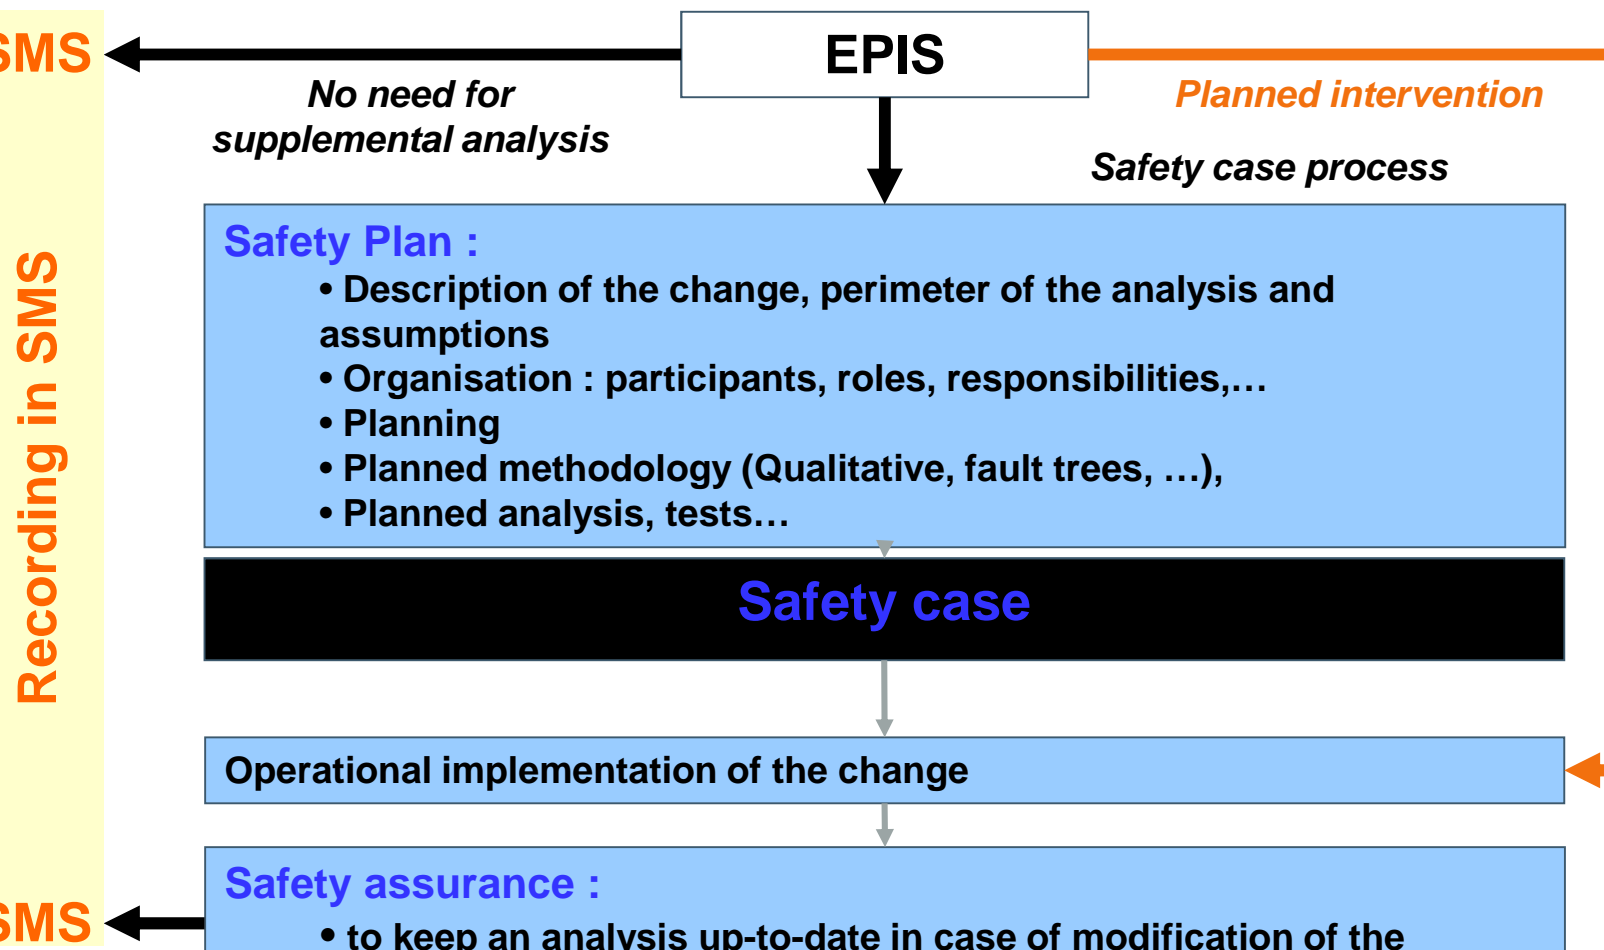 SMS
EPIS
No need for
supplemental analysis
Planned intervention
Safety case process
Recording in SMS
Safety Plan :
• Description of the change, perimeter of the analysis and
assumptions
• Organisation : participants, roles, responsibilities,…
• Planning
• Planned methodology (Qualitative, fault trees, …),
• Planned analysis, tests…
Safety case
Operational implementation of the change
Safety assurance :
SMS
• to keep an analysis up-to-date in case of modification of the